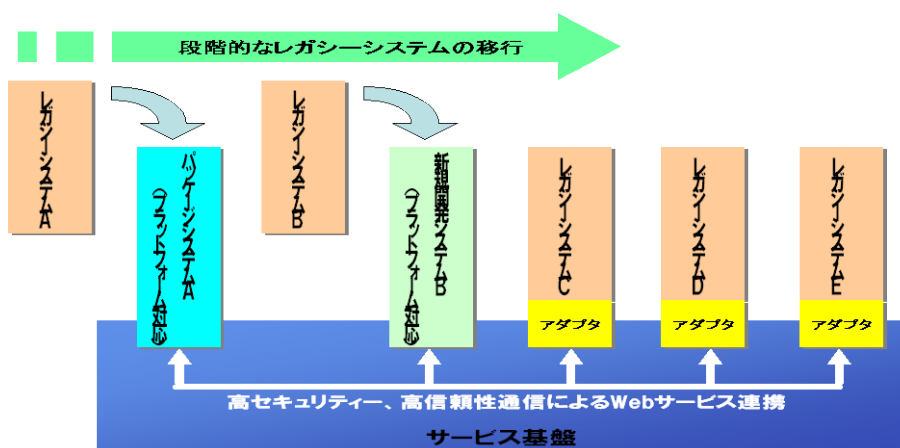 段階的なレガシーシステムの移行
レガシーシステムA
パッケージシステムA
(プラットフォーム対応)
レガシーシステムB
新規開発システムB
(プラットフォーム対応)
レガシーシステムC
アダプタ
レガシーシステムD
アダプタ
レガシーシステムE
アダプタ
高セキュリティー、高信頼性通信によるWebサービス連携
サービス基盤